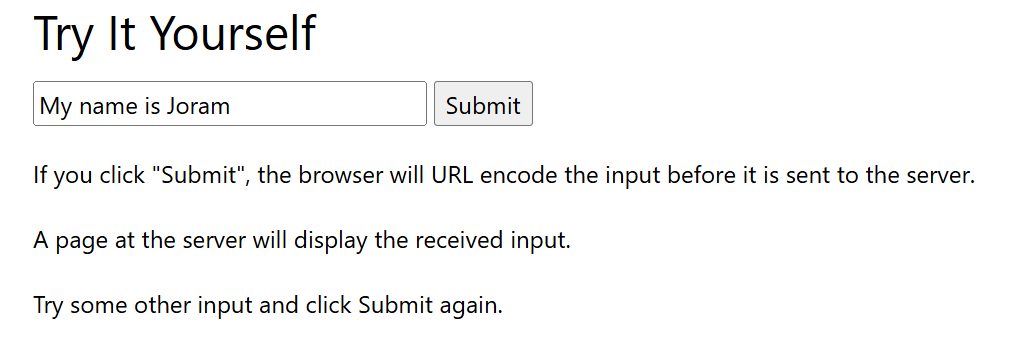 Try It Yourself
My name is Joram Submit
If you click "Submit", the browser will URL encode the input before it is sent to the server.
A page at the server will display the received input.
Try some other input and click Submit again.